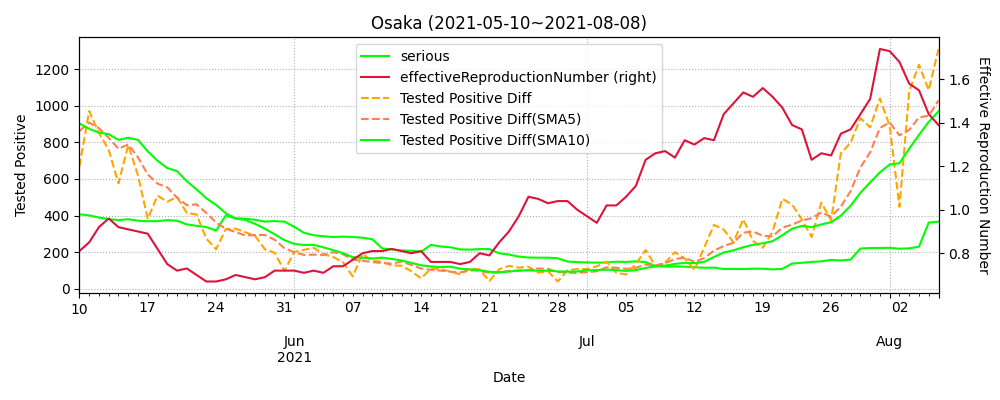 Osaka (2021-05-10~2021-08-08)
serious
effectiveReproductionNumber (right)
Tested Positive Diff
Tested Positive Diff(SMA5)
Tested Positive Diff(SMA10)
Tested Positive
1200
1000
800
600
400
200
0
Effective Reproduction Number
1.6
1.4
1.2
1.0
0.8
10 17 24 31 07 14 21 28 05 12 19 26 02
Jun Jul Aug
2021
Date